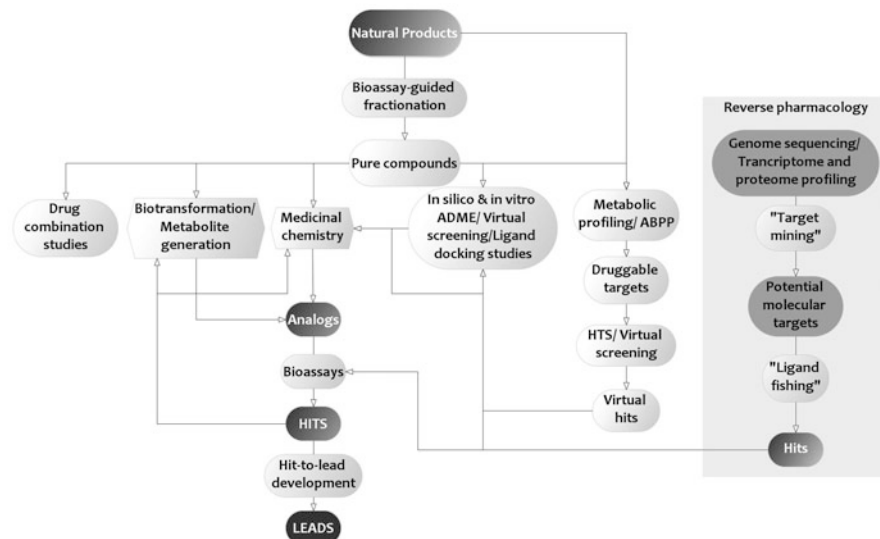 Natural Products
Bioassay-guided
fractionation
Pure compounds
Drug
combination
studies
Biotransformation/
Metabolite
generation
Medicinal
chemistry
In silico & in vitro
ADME/ Virtual
screening/Ligand
docking studies
Metabolic
profiling/ ABPP
Druggable
targets
HTS/ Virtual
screening
Virtual
hits
Analogs
Bioassays
HITS
Hit-to-lead
development
LEADS
Reverse pharmacology
Genome sequencing/
Trancriptome and
proteome profiling
"Target
mining"
Potential
molecular
targets
"Ligand
fishing"
Hits